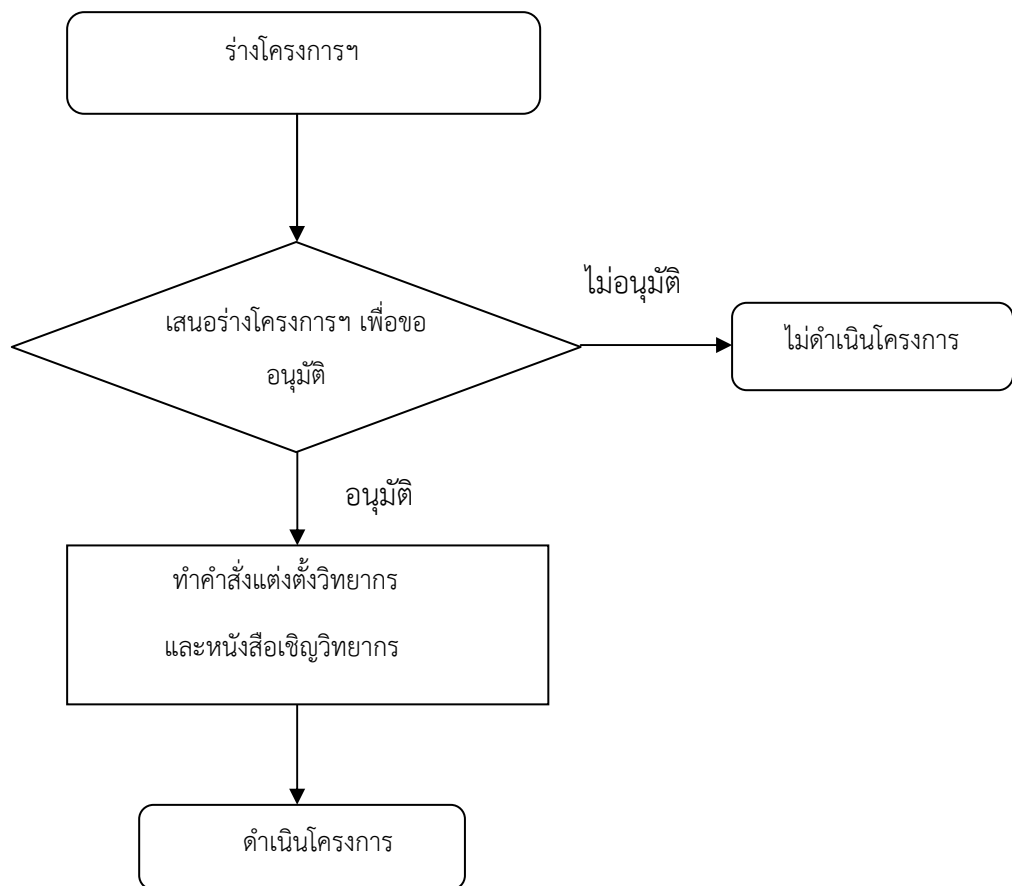 ร่างโครงการฯ
ไม่อนุมัติ
เสนอร่างโครงการฯ เพื่อขอ
อนุมัติ
ไม่ดำเนินโครงการ
อนุมัติ
ทำคำสั่งแต่งตั้งวิทยากร
และหนังสือเชิญวิทยากร
ดำเนินโครงการ